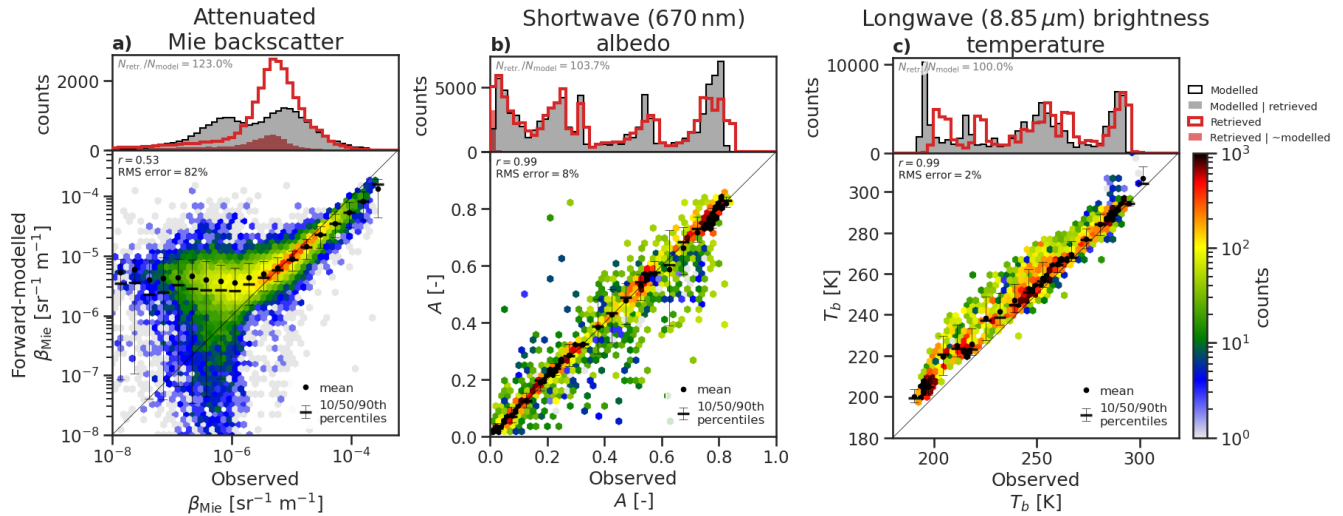 Attenuated
Mie backscatter
a)
N_retr./N_model = 123.0%
counts
2000
0
r = 0.53
RMS error = 82%
Forward-modelled
β_Mie [sr⁻¹ m⁻¹]
10⁻⁴
10⁻⁵
10⁻⁶
10⁻⁷
10⁻⁸
mean
10/50/90th
percentiles
10⁻⁸
10⁻⁶
10⁻⁴
Observed
β_Mie [sr⁻¹ m⁻¹]
Shortwave (670 nm)
albedo
b)
N_retr./N_model = 103.7%
counts
5000
0
r = 0.99
RMS error = 8%
A [-]
0.8
0.6
0.4
0.2
0.0
mean
10/50/90th
percentiles
0.0
0.2
0.4
0.6
0.8
1.0
Observed
A [-]
Longwave (8.85 μm) brightness
temperature
c)
N_retr./N_model = 100.0%
counts
10000
0
r = 0.99
RMS error = 2%
T_b [K]
300
280
260
240
220
200
180
mean
10/50/90th
percentiles
200
250
300
Observed
T_b [K]
Modelled
Modelled | retrieved
Retrieved
Retrieved | ~modelled
10³
10²
10¹
10⁰
counts